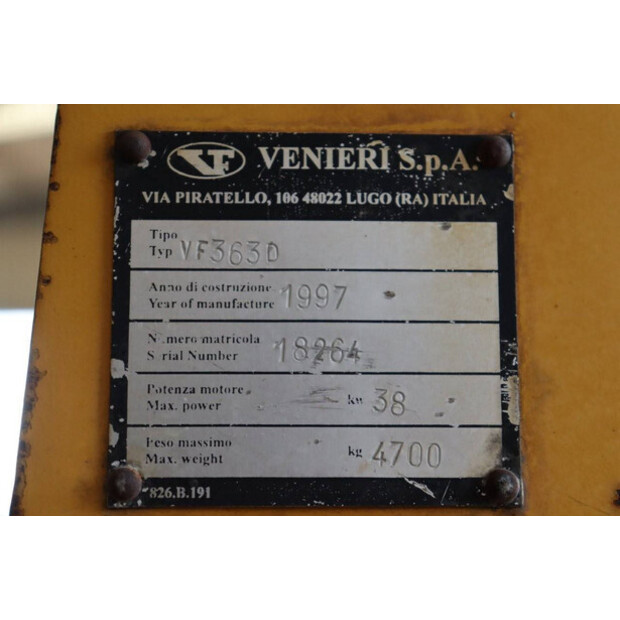 VF VENIERI S.p.A.
VIA PIRATELLO, 106 48022 LUGO (RA) ITALIA
Tipo
Typ VF363D
Anno di costruzione
Year of manufacture 1997
Numero matricola
Serial Number 18264
Potenza motore
Max. power kw 38
Peso massimo
Max. weight kg 4700
826.B.191